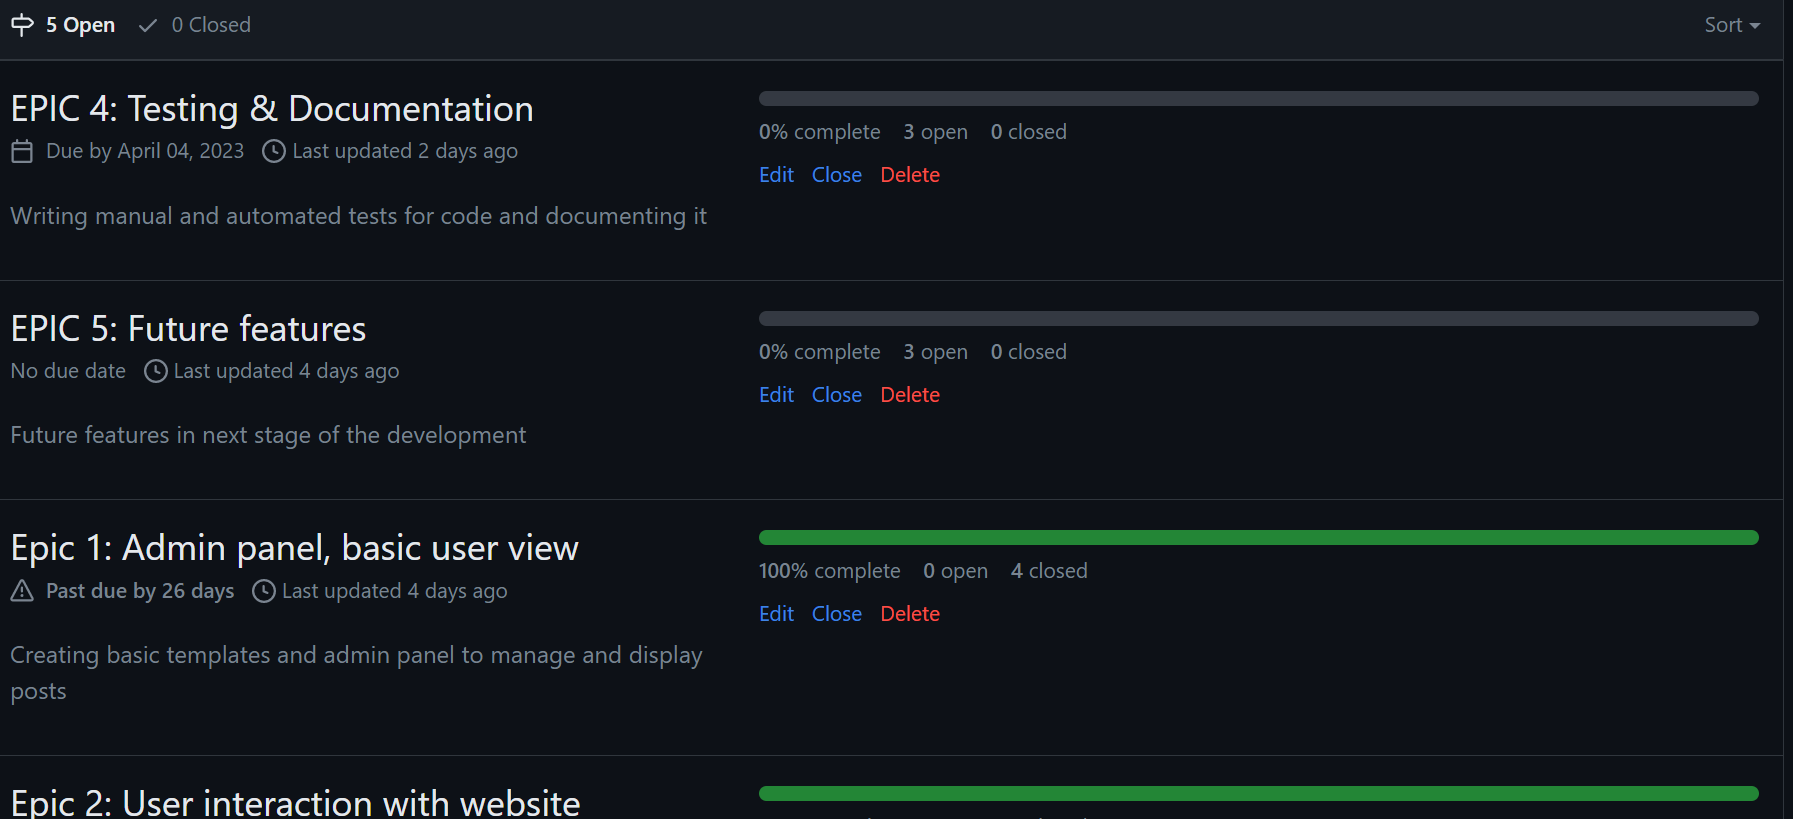 5 Open 0 Closed Sort
EPIC 4: Testing & Documentation
Due by April 04, 2023 Last updated 2 days ago
0% complete 3 open 0 closed
Edit Close Delete
Writing manual and automated tests for code and documenting it
EPIC 5: Future features
No due date Last updated 4 days ago
0% complete 3 open 0 closed
Edit Close Delete
Future features in next stage of the development
Epic 1: Admin panel, basic user view
Past due by 26 days Last updated 4 days ago
100% complete 0 open 4 closed
Edit Close Delete
Creating basic templates and admin panel to manage and display
posts
Epic 2: User interaction with website